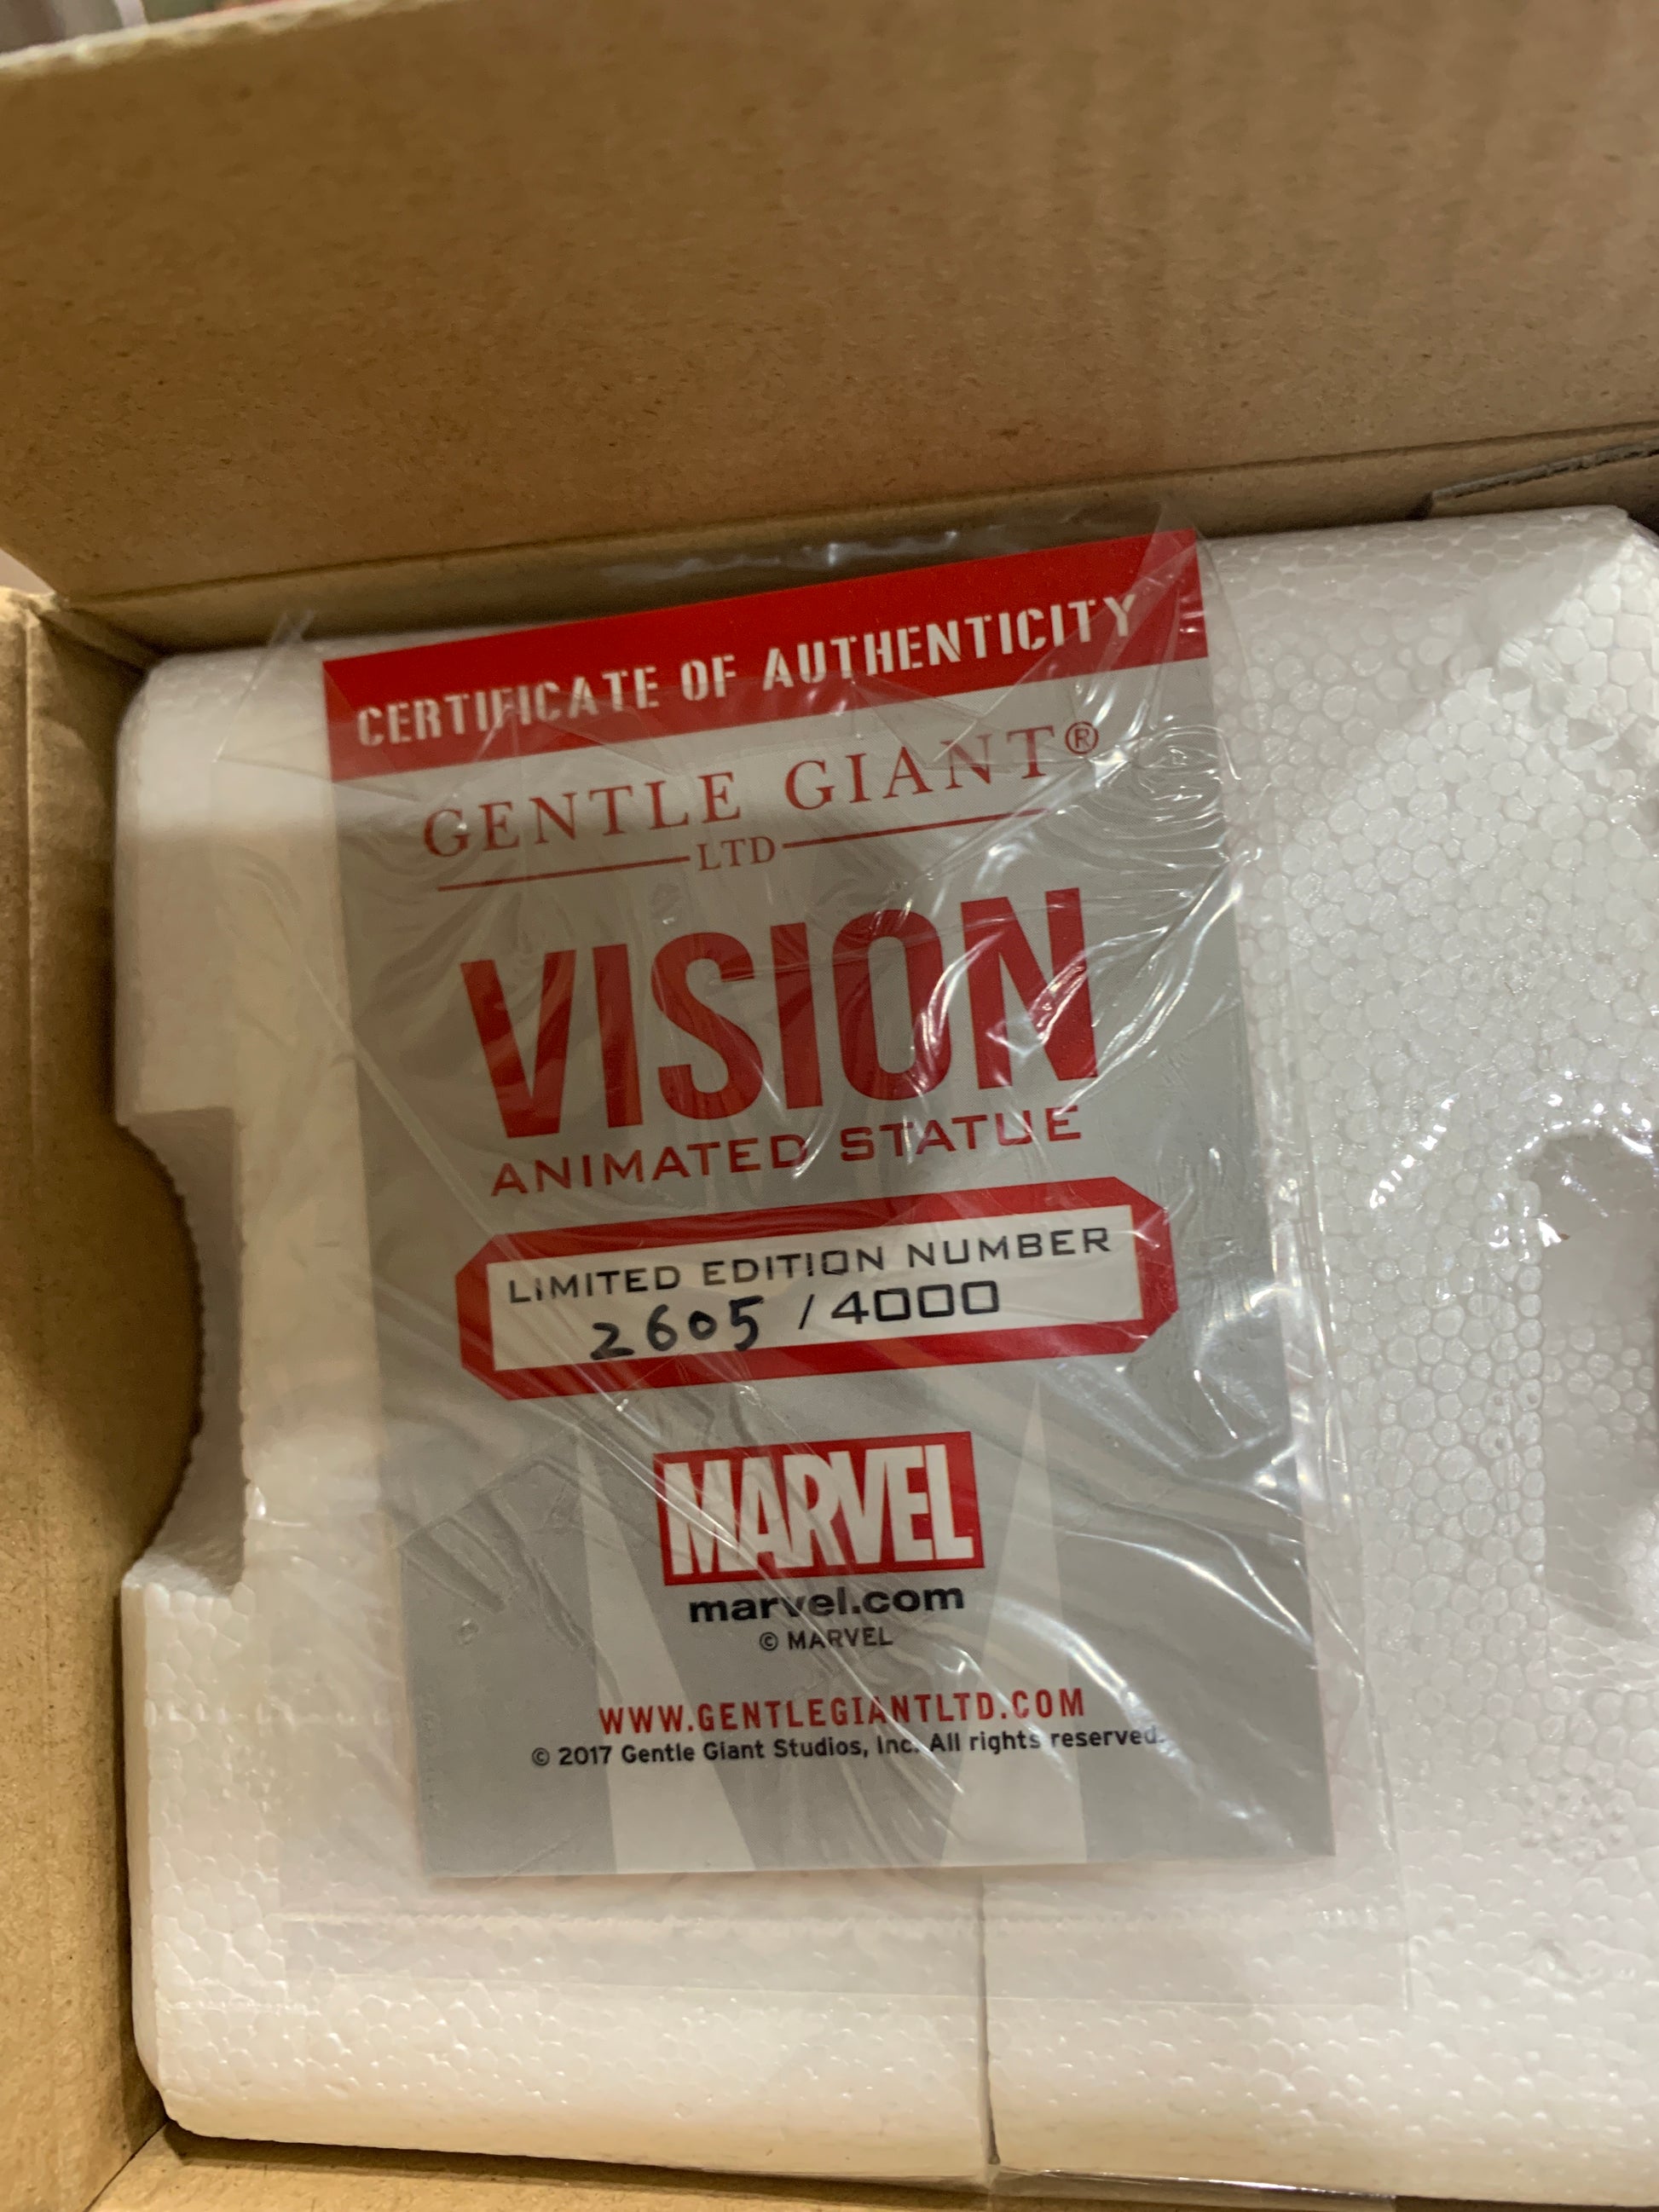 CERTIFICATE OF AUTHENTICITY
GENTLE GIANT®
LTD
VISION
ANIMATED STATUE
LIMITED EDITION NUMBER
2605 / 4000
MARVEL
marvel.com
© MARVEL
WWW.GENTLEGIANTLTD.COM
© 2017 Gentle Giant Studios, Inc. All rights reserved.